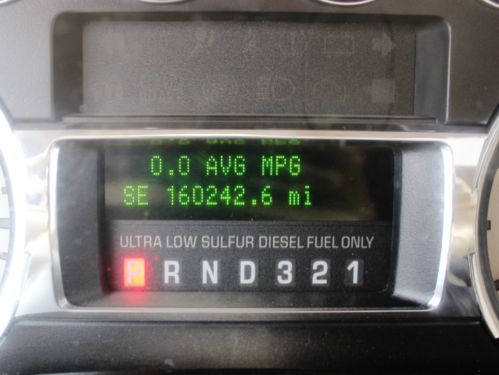 0.0 AVG MPG
SE 160242.6 mi
ULTRA LOW SULFUR DIESEL FUEL ONLY
P R N D 3 2 1